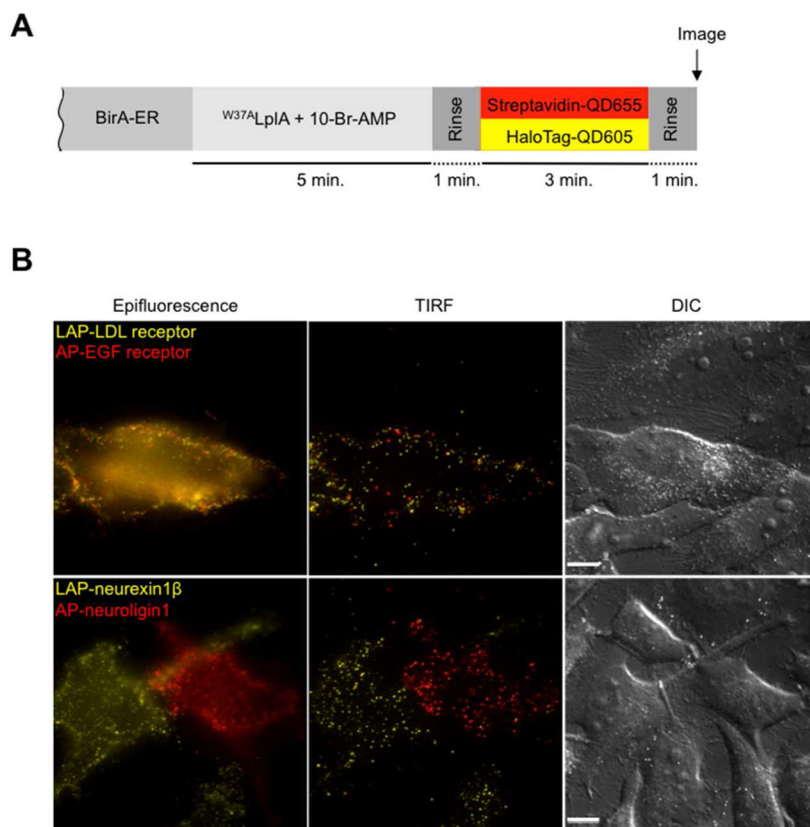 A
Image
BirA-ER
W37ALplA + 10-Br-AMP
Rinse
Streptavidin-QD655
HaloTag-QD605
Rinse
5 min.
1 min.
3 min.
1 min.
B
Epifluorescence
TIRF
DIC
LAP-LDL receptor
AP-EGF receptor
LAP-neurexin1β
AP-neuroligin1